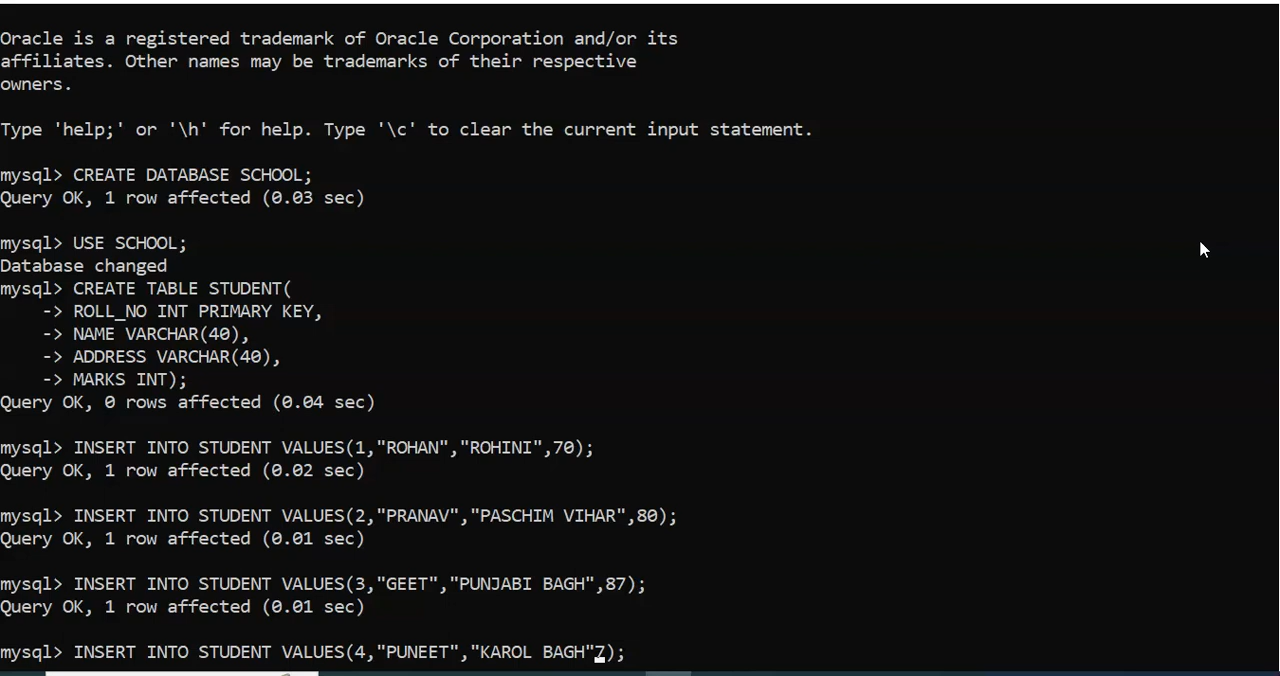 Oracle is a registered trademark of Oracle Corporation and/or its
affiliates. Other names may be trademarks of their respective
owners.
Type 'help;' or '\h' for help. Type '\c' to clear the current input statement.
mysql> CREATE DATABASE SCHOOL;
Query OK, 1 row affected (0.03 sec)
mysql> USE SCHOOL;
Database changed
mysql> CREATE TABLE STUDENT(
    -> ROLL_NO INT PRIMARY KEY,
    -> NAME VARCHAR(40),
    -> ADDRESS VARCHAR(40),
    -> MARKS INT);
Query OK, 0 rows affected (0.04 sec)
mysql> INSERT INTO STUDENT VALUES(1,"ROHAN","ROHINI",70);
Query OK, 1 row affected (0.02 sec)
mysql> INSERT INTO STUDENT VALUES(2,"PRANAV","PASCHIM VIHAR",80);
Query OK, 1 row affected (0.01 sec)
mysql> INSERT INTO STUDENT VALUES(3,"GEET","PUNJABI BAGH",87);
Query OK, 1 row affected (0.01 sec)
mysql> INSERT INTO STUDENT VALUES(4,"PUNEET","KAROL BAGH"7);